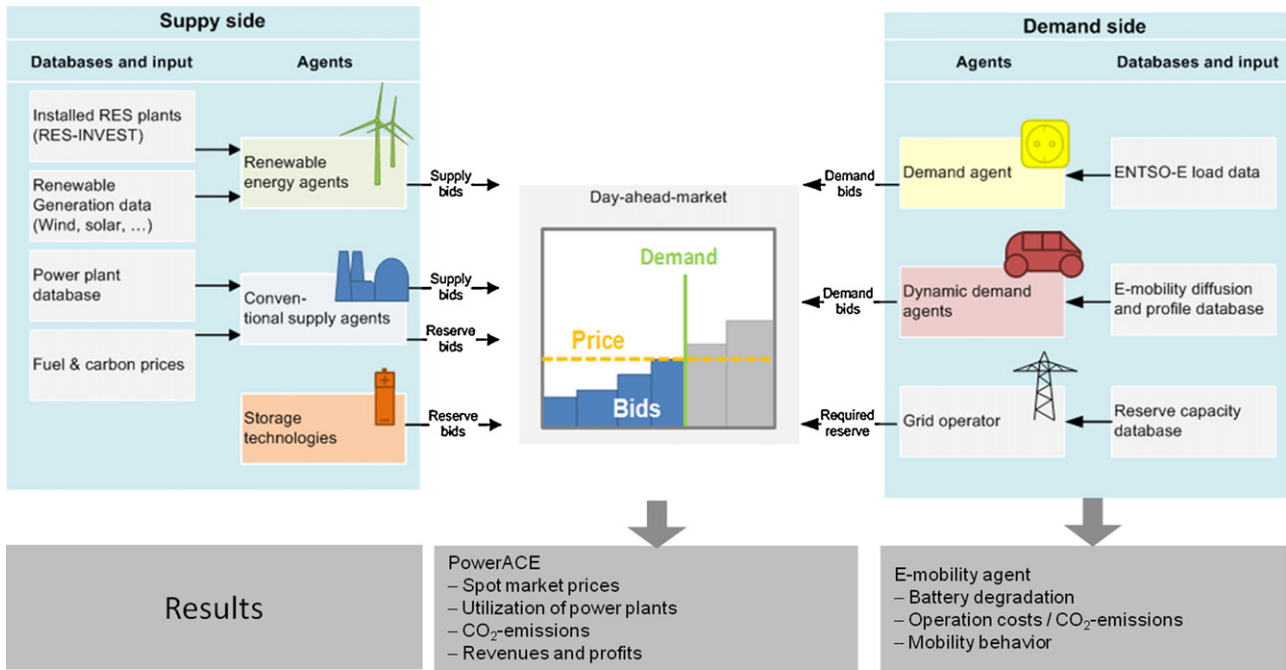 Suppy side
Databases and input
Agents
Installed RES plants
(RES-INVEST)
Renewable
Generation data
(Wind, solar, …)
Power plant
database
Fuel & carbon prices
Renewable
energy agents
Conven-
tional supply agents
Storage
technologies
Supply
bids
Supply
bids
Reserve
bids
Reserve
bids
Day-ahead-market
Demand
Price
Bids
Demand
bids
Demand
bids
Required
reserve
Demand side
Agents
Databases and input
Demand agent
ENTSO-E load data
Dynamic demand
agents
E-mobility diffusion
and profile database
Grid operator
Reserve capacity
database
Results
PowerACE
– Spot market prices
– Utilization of power plants
– CO₂-emissions
– Revenues and profits
E-mobility agent
– Battery degradation
– Operation costs / CO₂-emissions
– Mobility behavior